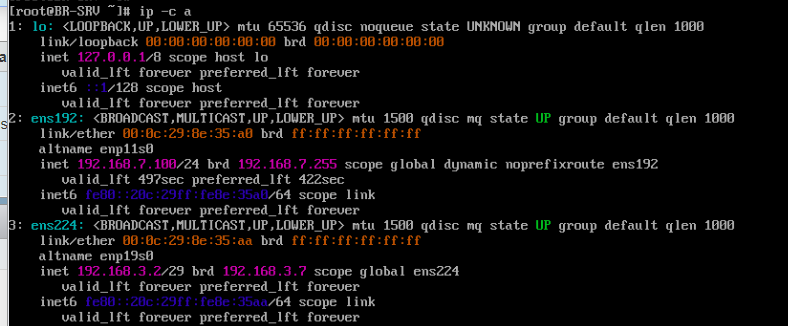 [root@BR-SRV ~]# ip -c a
1: lo: <LOOPBACK,UP,LOWER_UP> mtu 65536 qdisc noqueue state UNKNOWN group default qlen 1000
link/loopback 00:00:00:00:00:00 brd 00:00:00:00:00:00
inet 127.0.0.1/8 scope host lo
valid_lft forever preferred_lft forever
inet6 ::1/128 scope host
valid_lft forever preferred_lft forever
2: ens192: <BROADCAST,MULTICAST,UP,LOWER_UP> mtu 1500 qdisc mq state UP group default qlen 1000
link/ether 00:0c:29:8e:35:a0 brd ff:ff:ff:ff:ff:ff
altname enp11s0
inet 192.168.7.100/24 brd 192.168.7.255 scope global dynamic noprefixroute ens192
valid_lft 497sec preferred_lft 422sec
inet6 fe80::20c:29ff:fe8e:35a0/64 scope link
valid_lft forever preferred_lft forever
3: ens224: <BROADCAST,MULTICAST,UP,LOWER_UP> mtu 1500 qdisc mq state UP group default qlen 1000
link/ether 00:0c:29:8e:35:aa brd ff:ff:ff:ff:ff:ff
altname enp19s0
inet 192.168.3.2/29 brd 192.168.3.7 scope global ens224
valid_lft forever preferred_lft forever
inet6 fe80::20c:29ff:fe8e:35aa/64 scope link
valid_lft forever preferred_lft forever